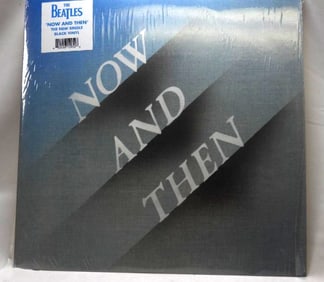 THE
BEATLES
'NOW AND THEN'
THE NEW SINGLE
BLACK VINYL
NOW
AND
THEN